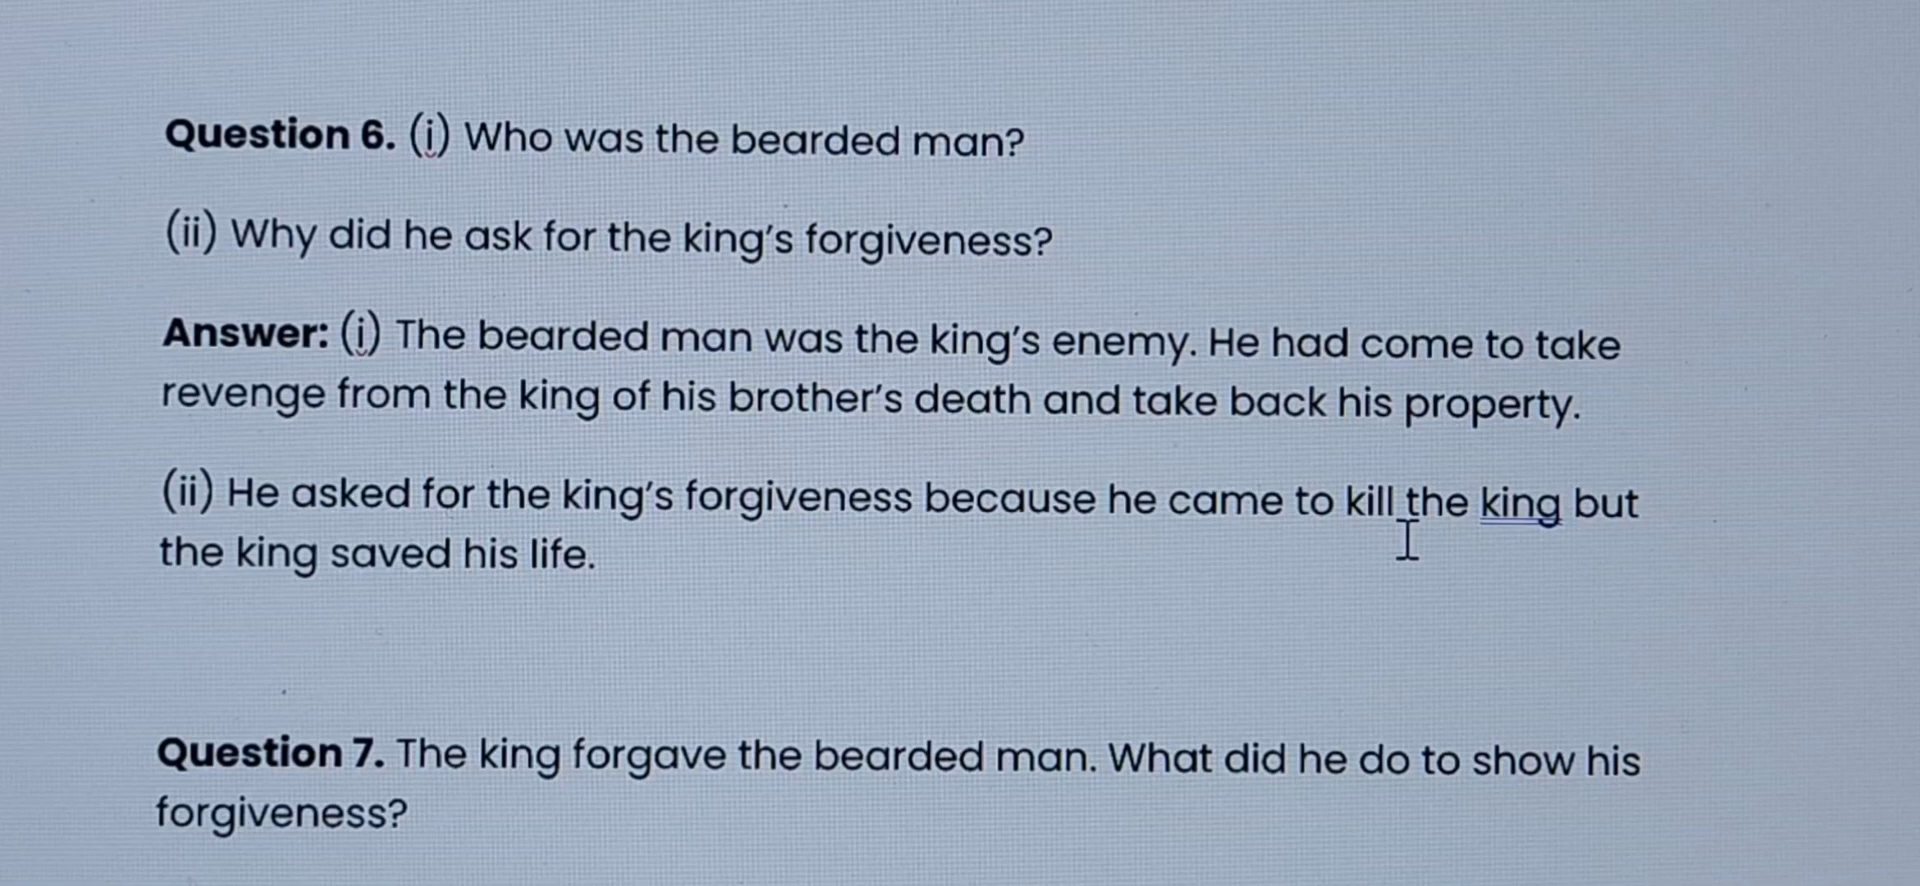 Question 6. (i) Who was the bearded man?
(ii) Why did he ask for the king's forgiveness?
Answer: (i) The bearded man was the king's enemy. He had come to take
revenge from the king of his brother's death and take back his property.
(ii) He asked for the king's forgiveness because he came to kill the king but
the king saved his life.
Question 7. The king forgave the bearded man. What did he do to show his
forgiveness?